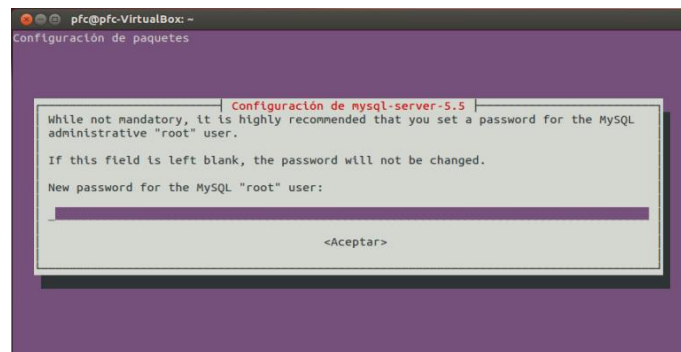 pfc@pfc-VirtualBox: ~
Configuración de paquetes
Configuración de mysql-server-5.5
While not mandatory, it is highly recommended that you set a password for the MySQL
administrative "root" user.
If this field is left blank, the password will not be changed.
New password for the MySQL "root" user:
<Aceptar>